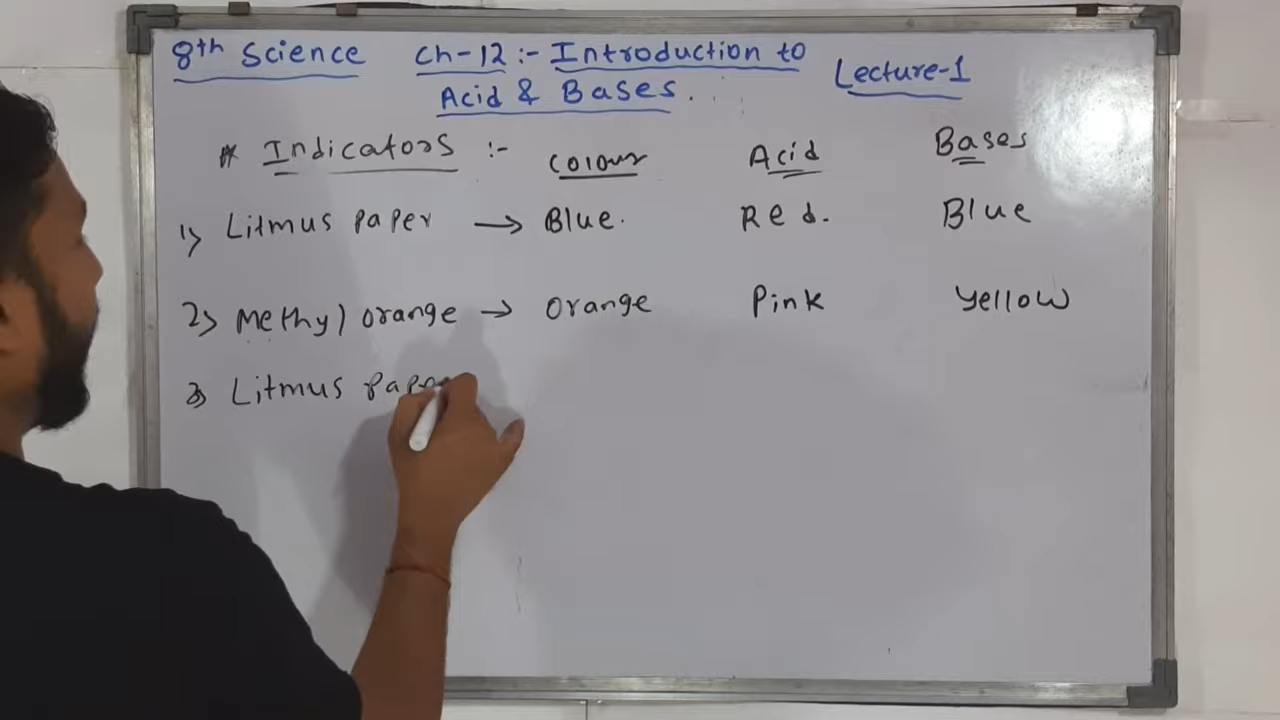 8th Science Ch-12 :- Introduction to Acid & Bases. Lecture-1
* Indicators :- Colour Acid Bases
1) Litmus paper → Blue. Red. Blue
2) Methyl orange → Orange Pink Yellow
3) Litmus Pape